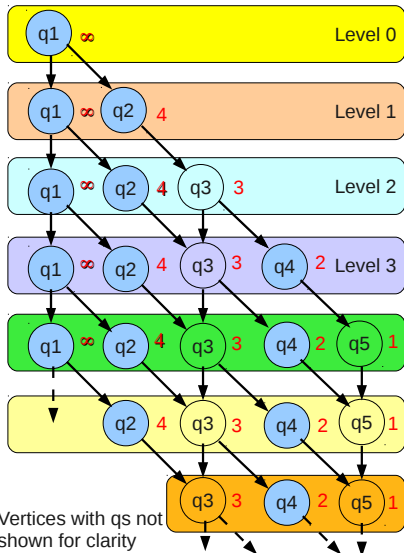 q1 ∞ Level 0
q1 ∞ q2 4 Level 1
q1 ∞ q2 4 q3 3 Level 2
q1 ∞ q2 4 q3 3 q4 2 Level 3
q1 ∞ q2 4 q3 3 q4 2 q5 1
q2 4 q3 3 q4 2 q5 1
q3 3 q4 2 q5 1
Vertices with qs not
shown for clarity